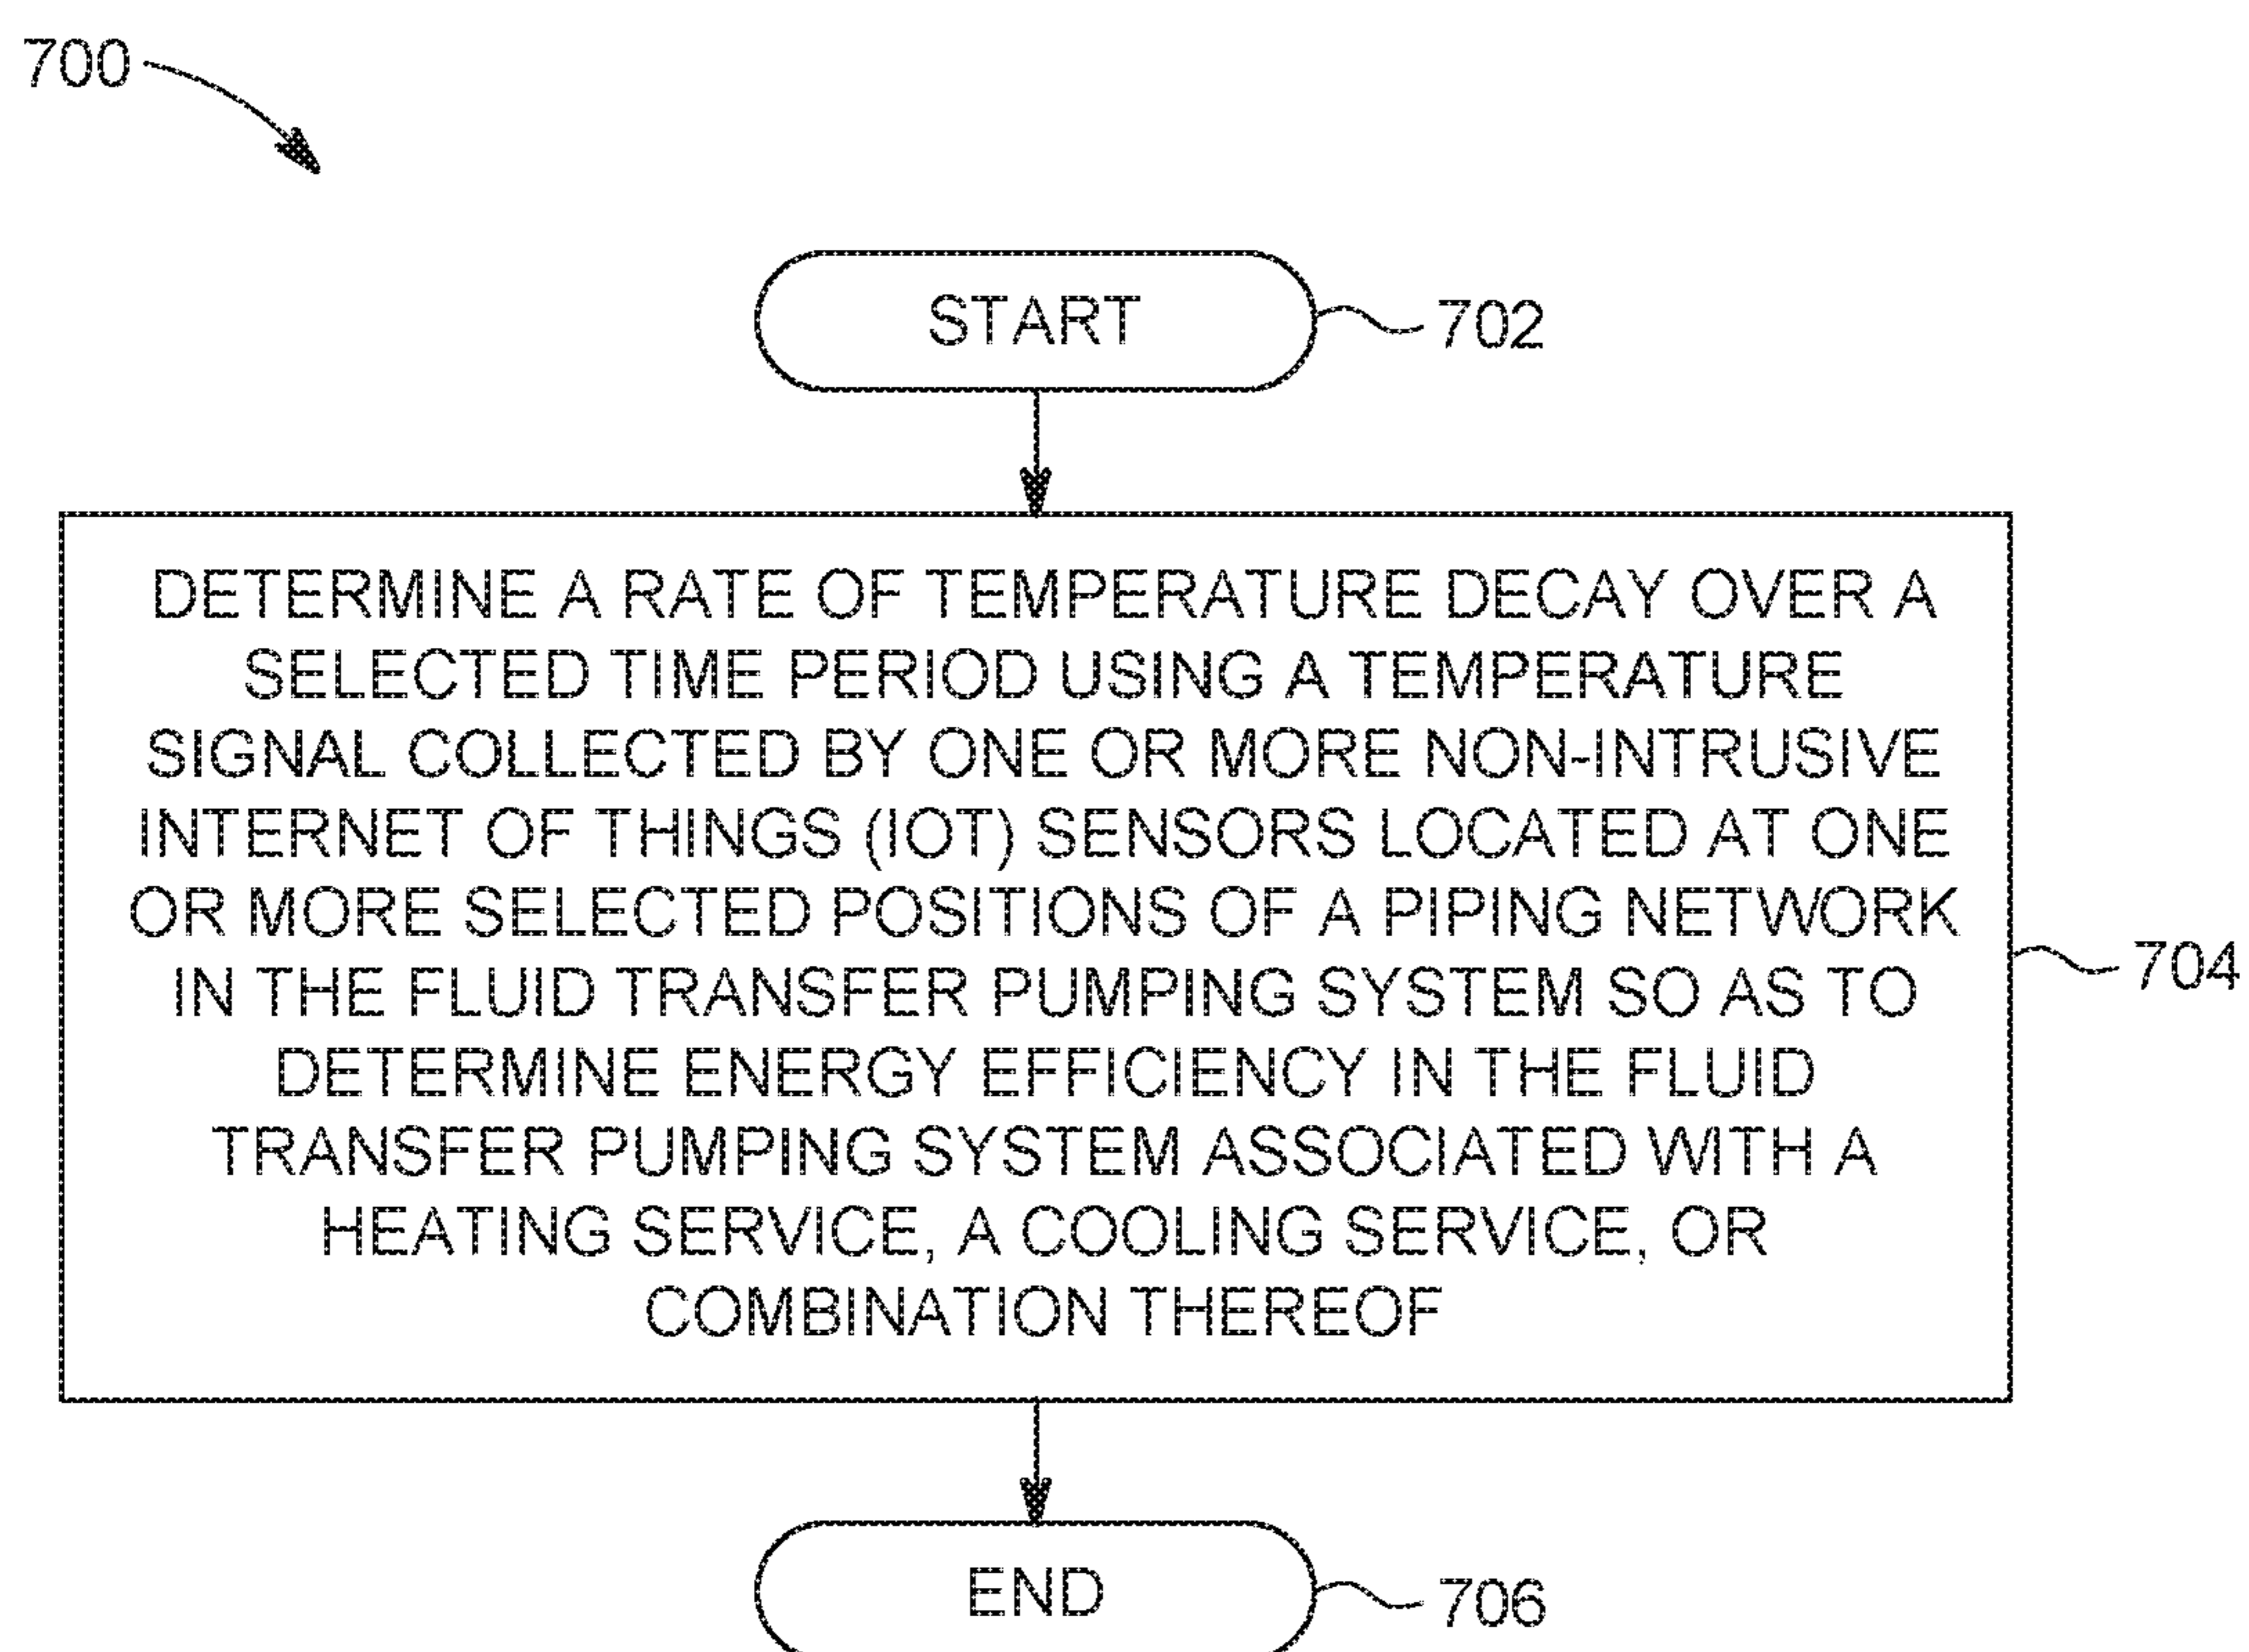 700
START
702
DETERMINE A RATE OF TEMPERATURE DECAY OVER A
SELECTED TIME PERIOD USING A TEMPERATURE
SIGNAL COLLECTED BY ONE OR MORE NON-INTRUSIVE
INTERNET OF THINGS (IOT) SENSORS LOCATED AT ONE
OR MORE SELECTED POSITIONS OF A PIPING NETWORK
IN THE FLUID TRANSFER PUMPING SYSTEM SO AS TO
DETERMINE ENERGY EFFICIENCY IN THE FLUID
TRANSFER PUMPING SYSTEM ASSOCIATED WITH A
HEATING SERVICE, A COOLING SERVICE, OR
COMBINATION THEREOF
704
END
706